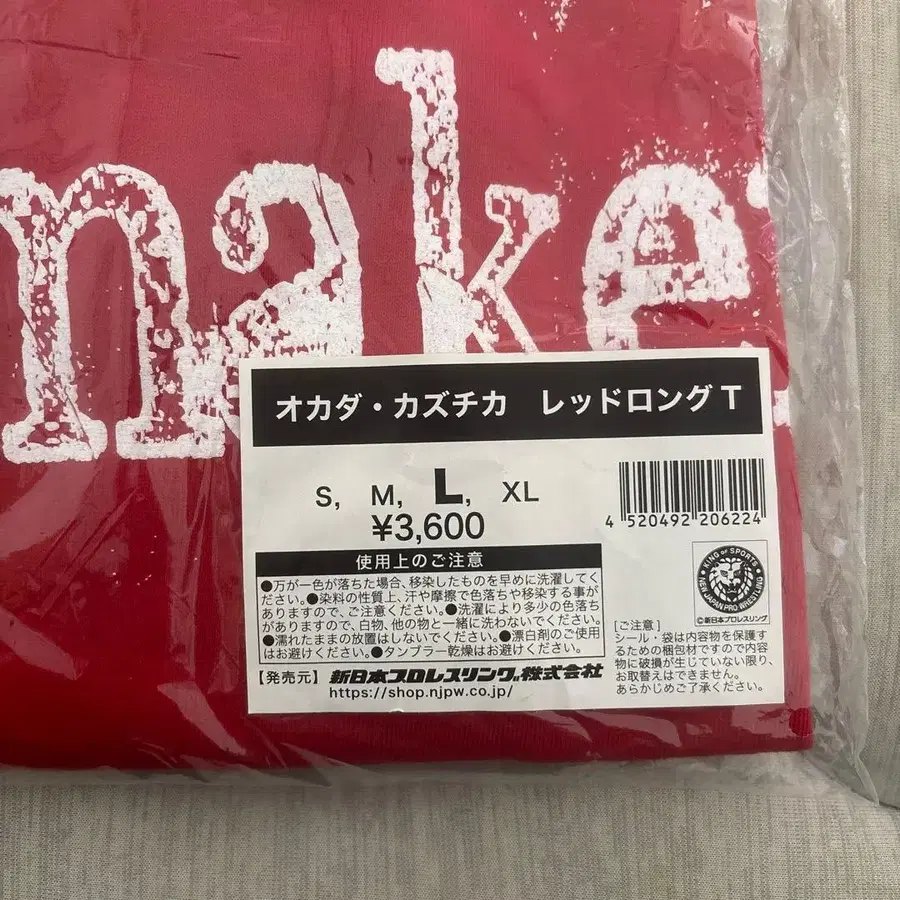 make
オカダ・カズチカ レッドロングT
S, M, L, XL
¥3,600
4 520492 206224
使用上のご注意
●万が一色が落ちた場合、移染したものを早めに洗濯してく
ださい。●染料の性質上、汗や摩擦で色落ちや移染する事が
ありますので、ご注意ください。●洗濯により多少の色落ち
がありますので、白物、他の物と一緒に洗わないでください。
●濡れたままの放置はしないでください。●漂白剤のご使用
はお避けください。●タンブラー乾燥はお避けください。
【発売元】 新日本プロレスリング株式会社
https://shop.njpw.co.jp/
KING of SPORTS
NEW JAPAN PRO-WRESTLING
©新日本プロレスリング
[ご注意]
シール・袋は内容物を保護す
るための梱包材ですので内容
物に破損が生じていない限り、
お取替えはできません。
あらかじめご了承ください。